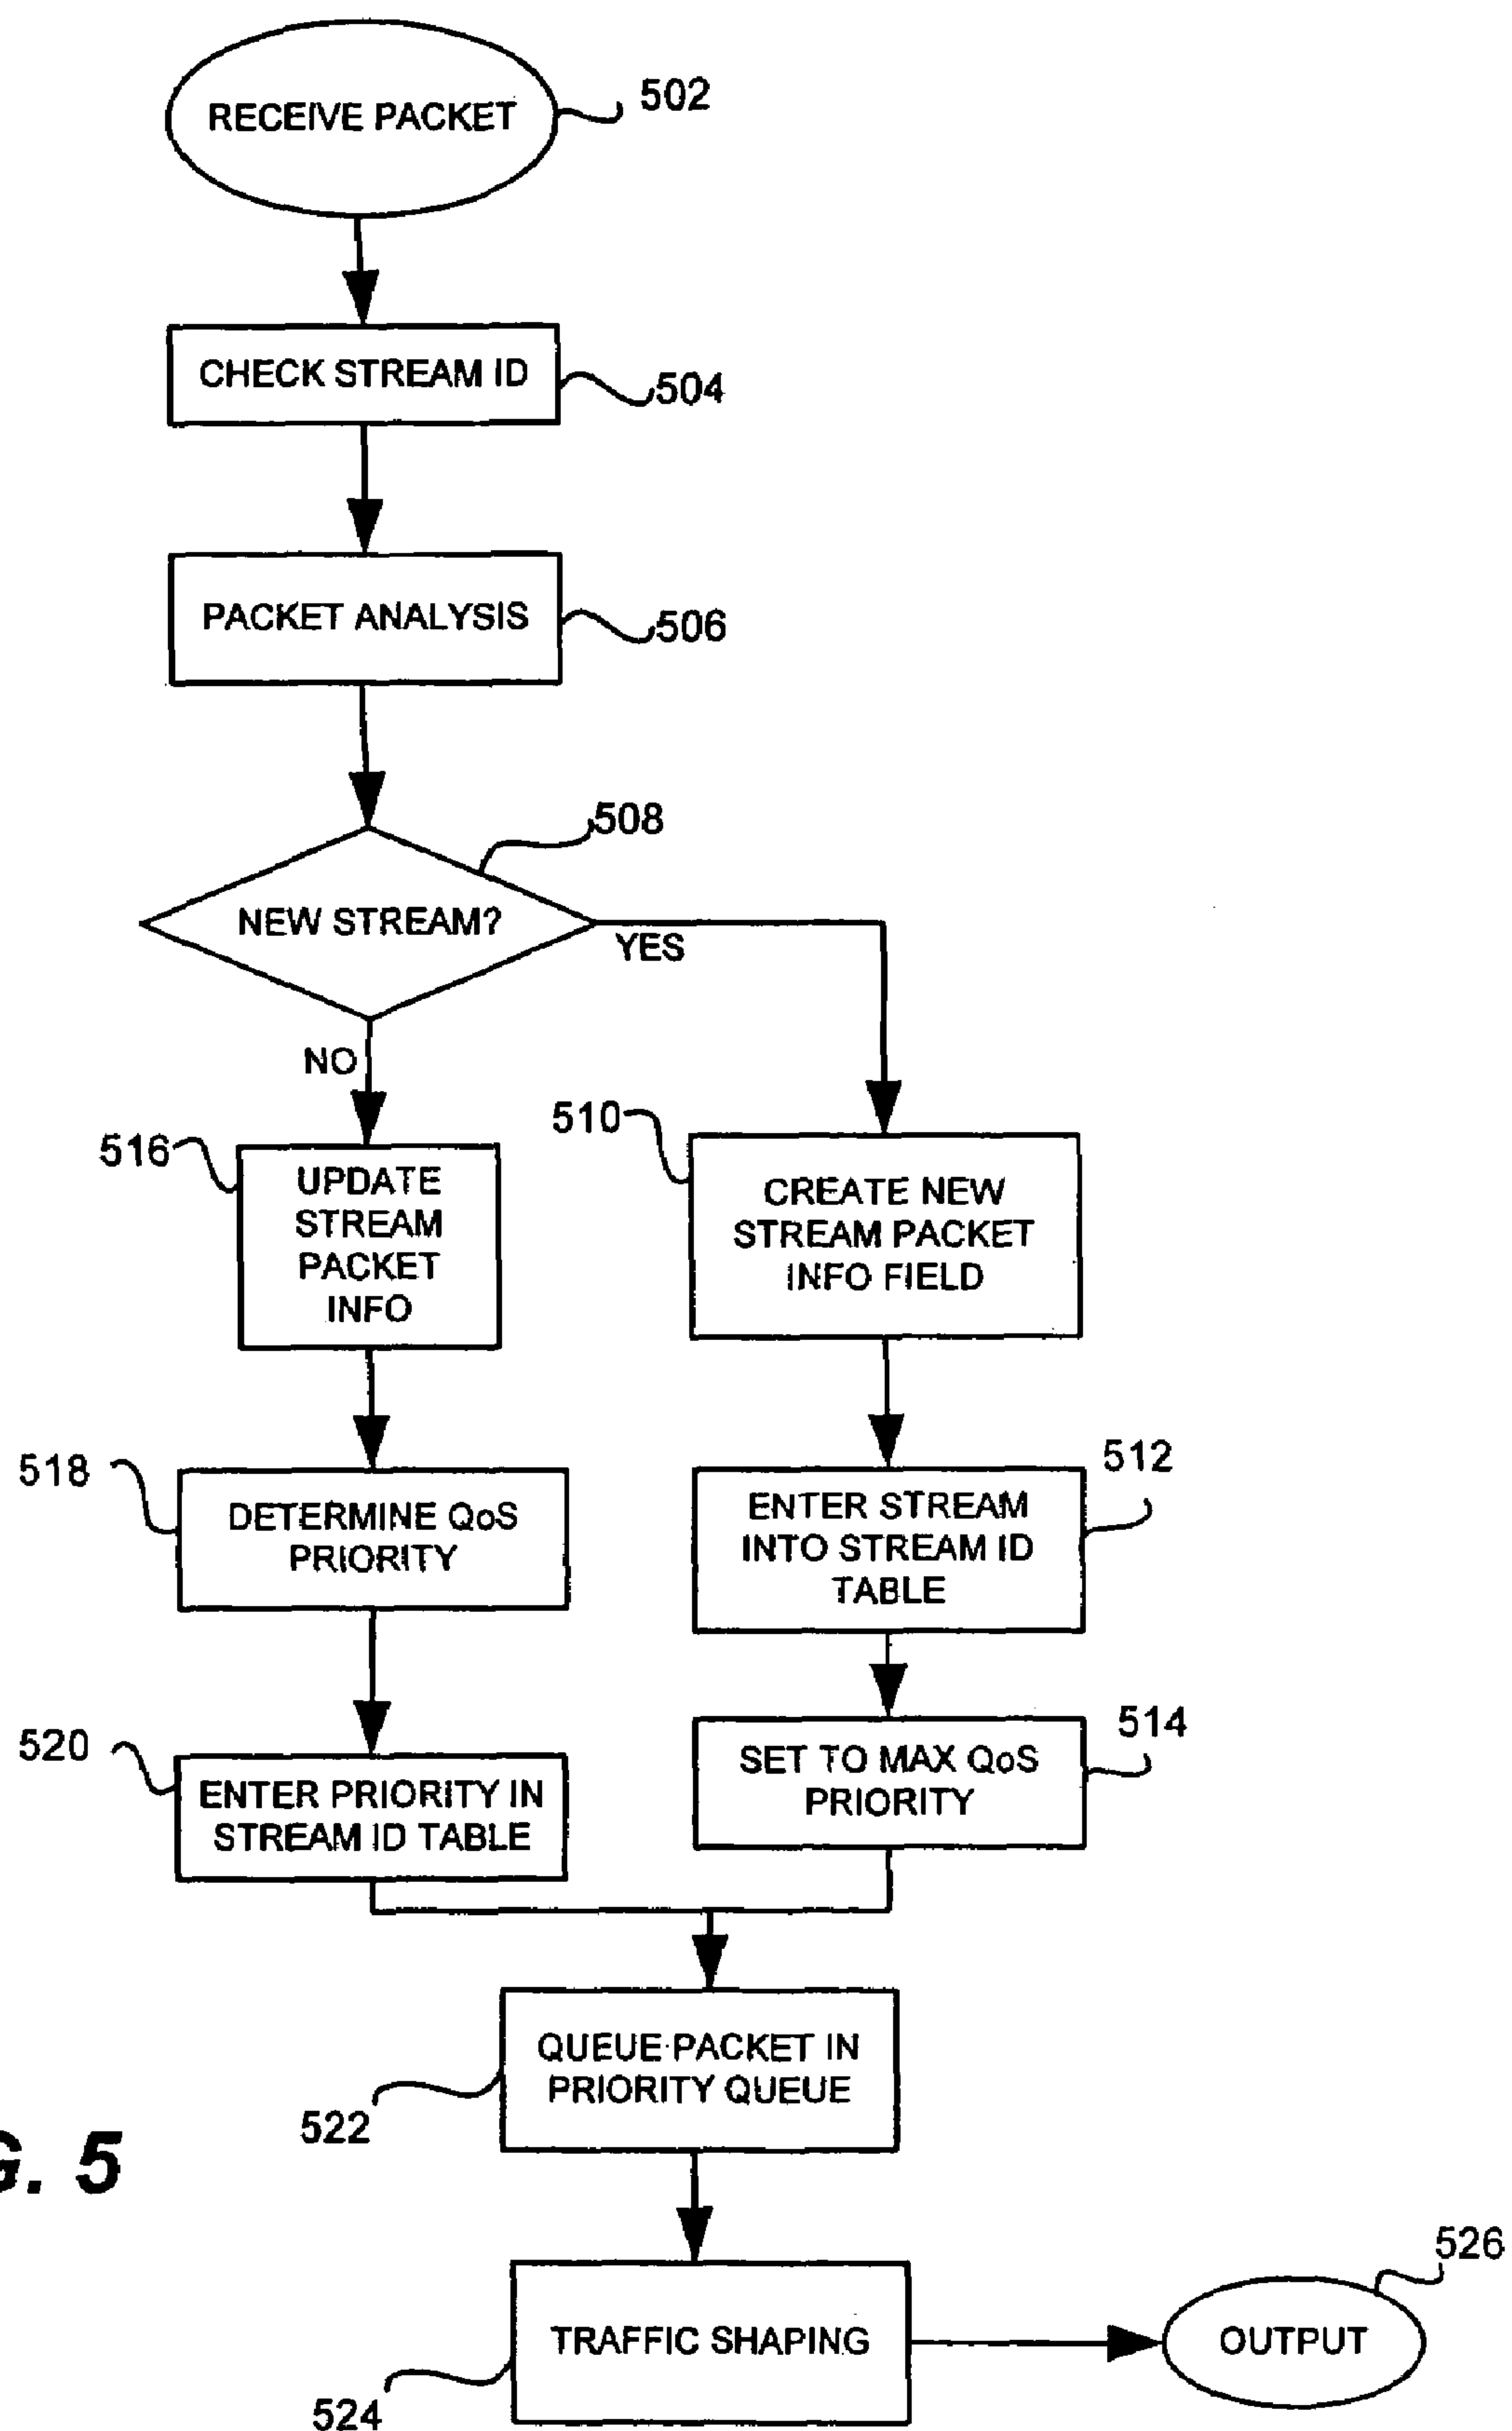 RECEIVE PACKET
502
CHECK STREAM ID
504
PACKET ANALYSIS
506
508
NEW STREAM?
YES
NO
516
UPDATE
STREAM
PACKET
INFO
510
CREATE NEW
STREAM PACKET
INFO FIELD
518
DETERMINE QoS
PRIORITY
512
ENTER STREAM
INTO STREAM ID
TABLE
520
ENTER PRIORITY IN
STREAM ID TABLE
514
SET TO MAX QoS
PRIORITY
QUEUE PACKET IN
PRIORITY QUEUE
522
G. 5
TRAFFIC SHAPING
524
526
OUTPUT